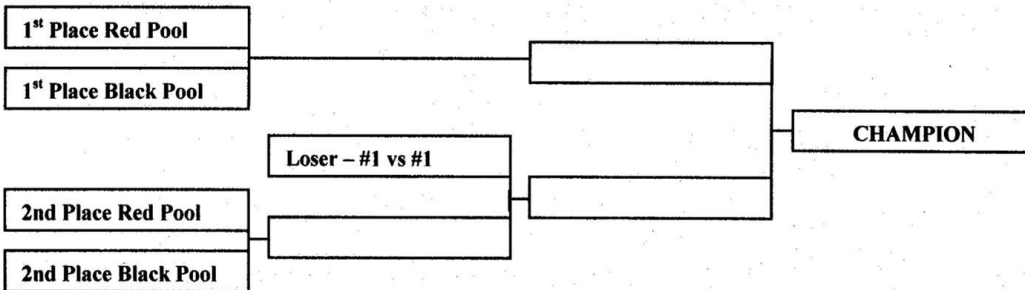 1st Place Red Pool
1st Place Black Pool
CHAMPION
Loser – #1 vs #1
2nd Place Red Pool
2nd Place Black Pool